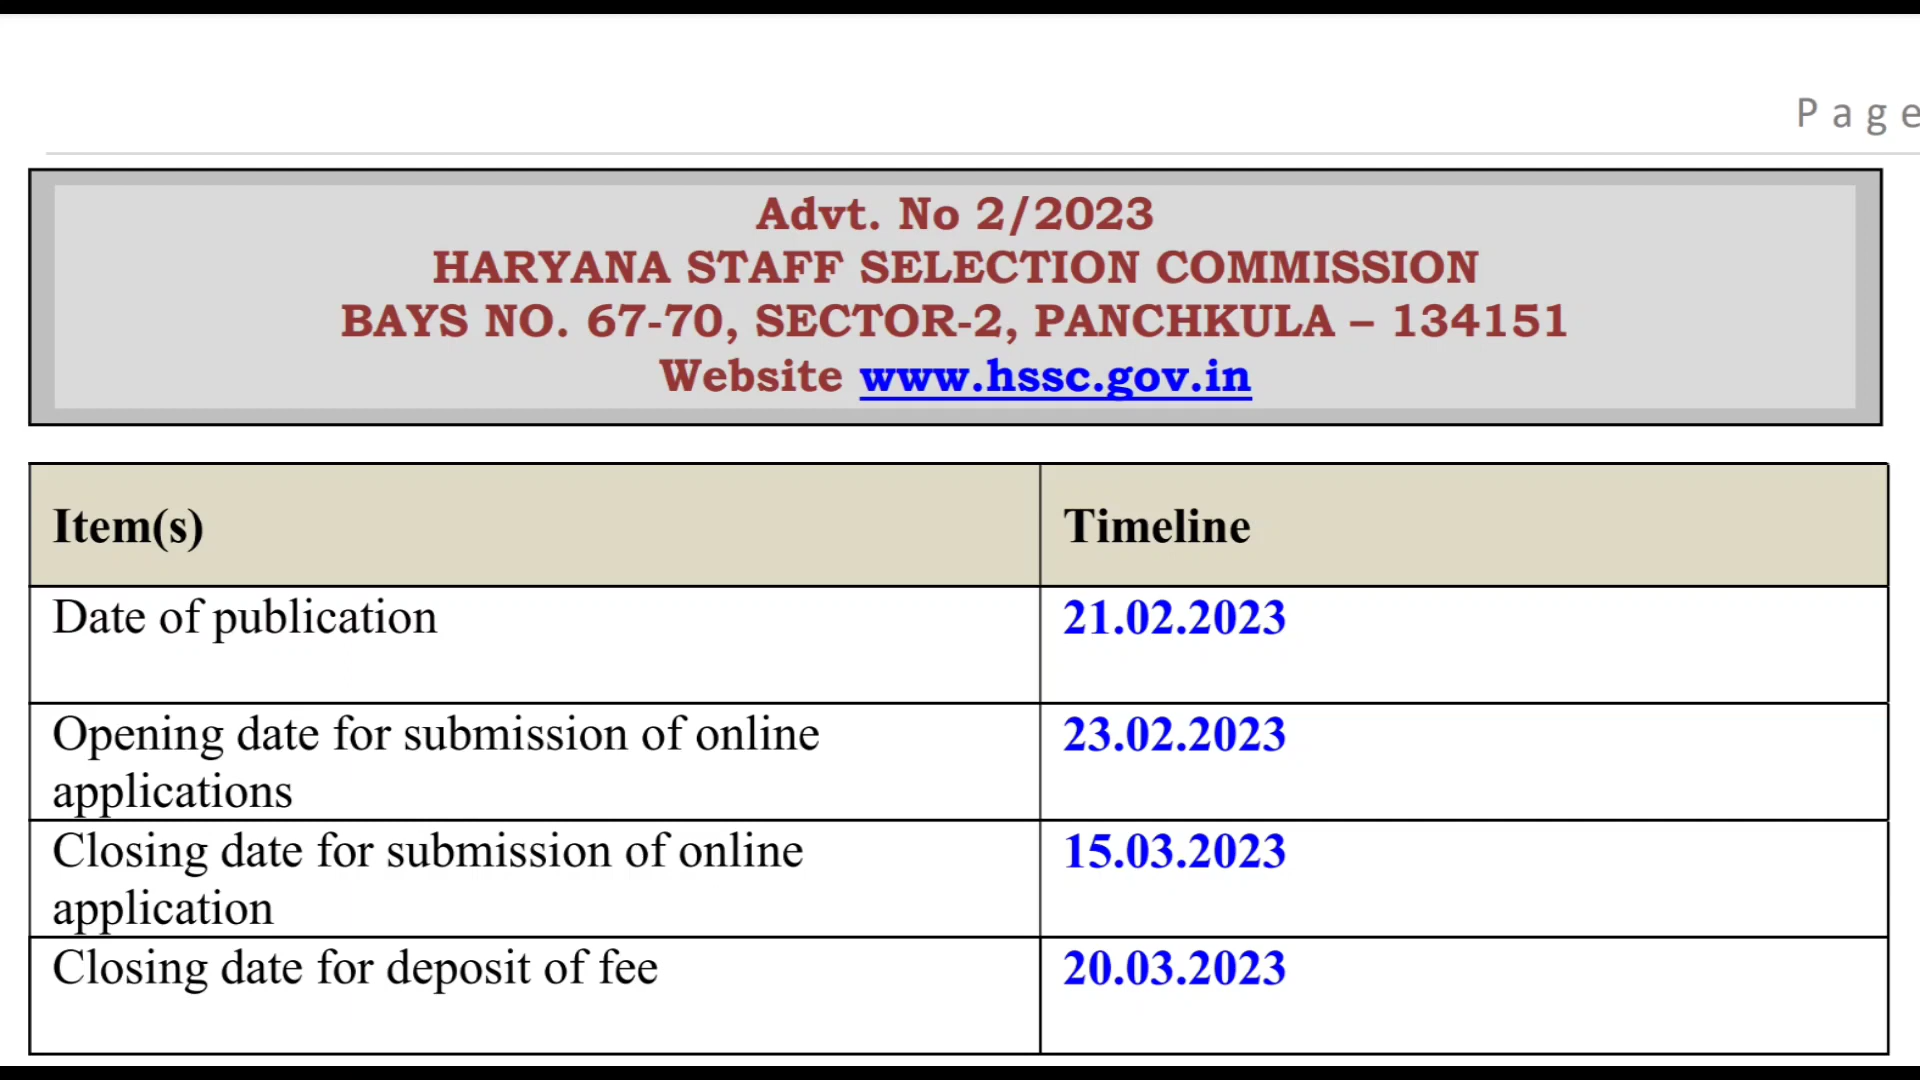 Page
Advt. No 2/2023
HARYANA STAFF SELECTION COMMISSION
BAYS NO. 67-70, SECTOR-2, PANCHKULA – 134151
Website www.hssc.gov.in
Item(s) Timeline
Date of publication 21.02.2023
Opening date for submission of online 23.02.2023
applications
Closing date for submission of online 15.03.2023
application
Closing date for deposit of fee 20.03.2023